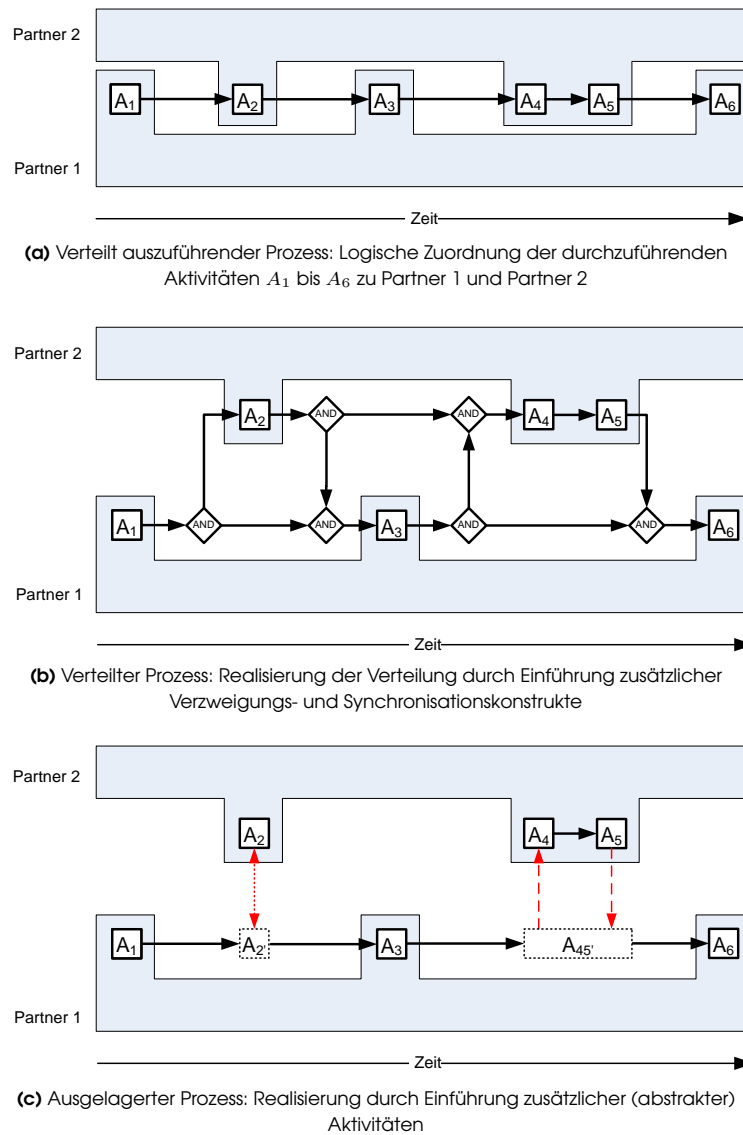 Partner 2
A1 A2 A3 A4 A5 A6
Partner 1
Zeit
(a) Verteilt auszuführender Prozess: Logische Zuordnung der durchzuführenden
Aktivitäten A1 bis A6 zu Partner 1 und Partner 2
Partner 2
A2 AND AND A4 A5
A1 AND AND A3 AND AND A6
Partner 1
Zeit
(b) Verteilter Prozess: Realisierung der Verteilung durch Einführung zusätzlicher
Verzweigungs- und Synchronisationskonstrukte
Partner 2
A2 A4 A5
A1 A2' A3 A45' A6
Partner 1
Zeit
(c) Ausgelagerter Prozess: Realisierung durch Einführung zusätzlicher (abstrakter)
Aktivitäten